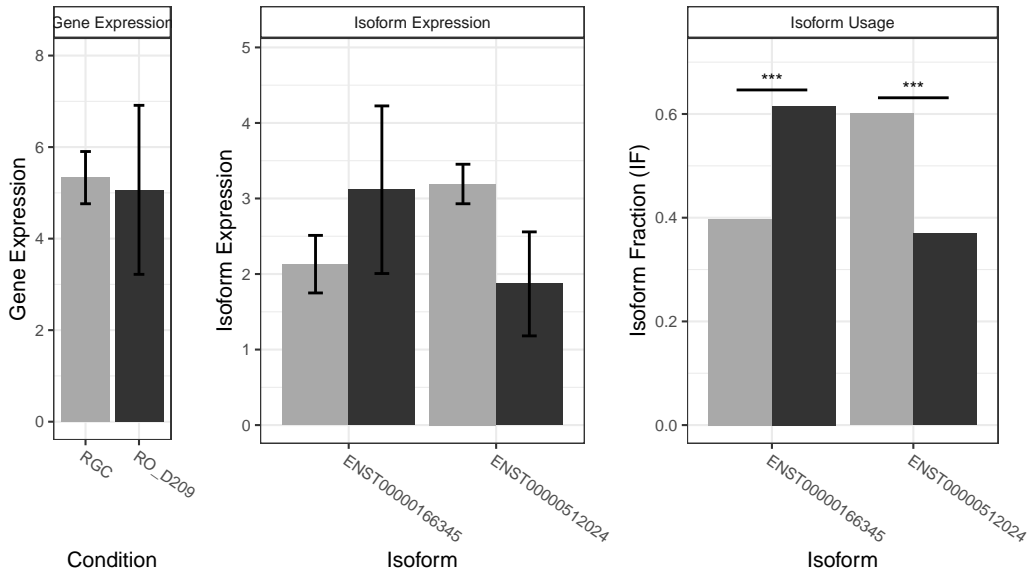 Gene Expression
Gene Expression
8
6
4
2
0
RGC
RO_D209
Condition
Isoform Expression
Isoform Expression
5
4
3
2
1
0
ENST00000166345
ENST00000512024
Isoform
Isoform Usage
Isoform Fraction (IF)
0.6
0.4
0.2
0.0
***
***
ENST00000166345
ENST00000512024
Isoform